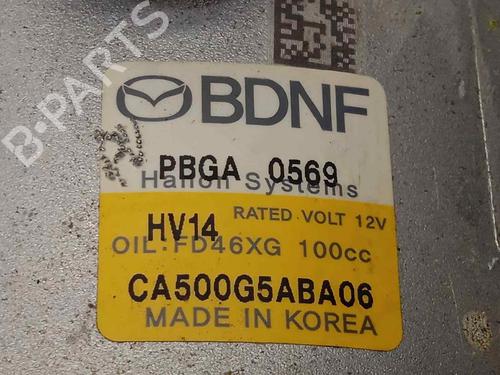 B-PARTS
BDNF
PBGA 0569
Hanon Systems
HV14 RATED VOLT 12V
OIL:FD46XG 100cc
CA500G5ABA06
MADE IN KOREA